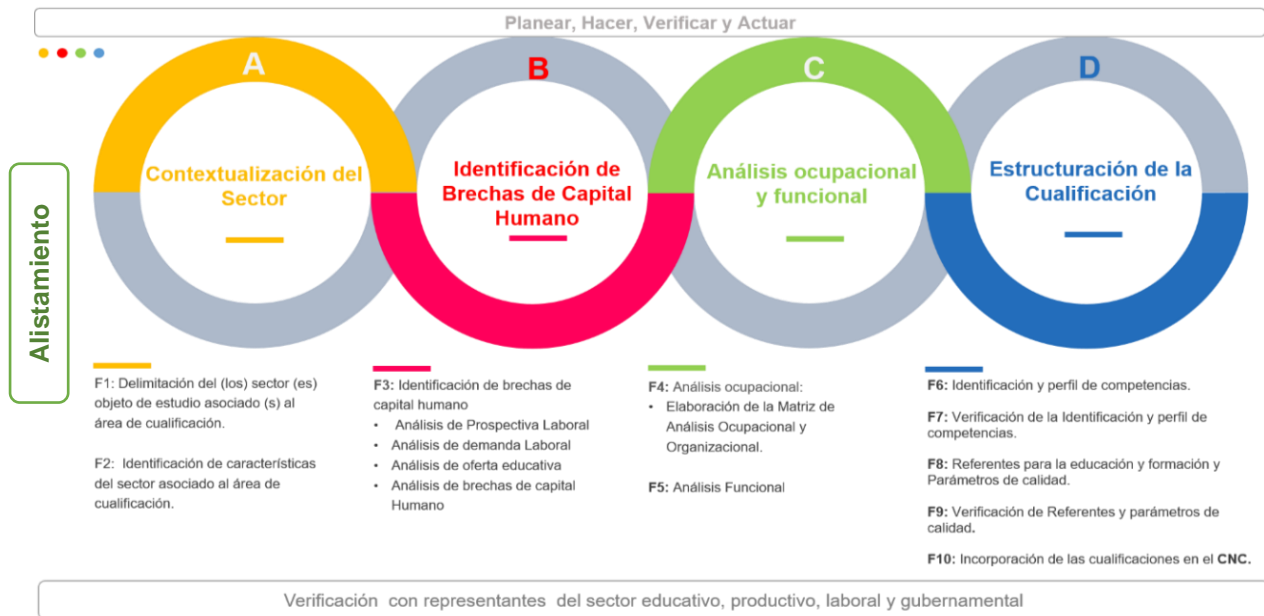 Planear, Hacer, Verificar y Actuar
Alistamiento
A
Contextualización del
Sector
F1: Delimitación del (los) sector (es)
objeto de estudio asociado (s) al
área de cualificación.
F2: Identificación de características
del sector asociado al área de
cualificación.
B
Identificación de
Brechas de Capital
Humano
F3: Identificación de brechas de
capital humano
• Análisis de Prospectiva Laboral
• Análisis de demanda Laboral
• Análisis de oferta educativa
• Análisis de brechas de capital
Humano
C
Análisis ocupacional
y funcional
F4: Análisis ocupacional:
• Elaboración de la Matriz de
Análisis Ocupacional y
Organizacional.
F5: Análisis Funcional
D
Estructuración de la
Cualificación
F6: Identificación y perfil de competencias.
F7: Verificación de la Identificación y perfil de
competencias.
F8: Referentes para la educación y formación y
Parámetros de calidad.
F9: Verificación de Referentes y parámetros de
calidad.
F10: Incorporación de las cualificaciones en el CNC.
Verificación con representantes del sector educativo, productivo, laboral y gubernamental